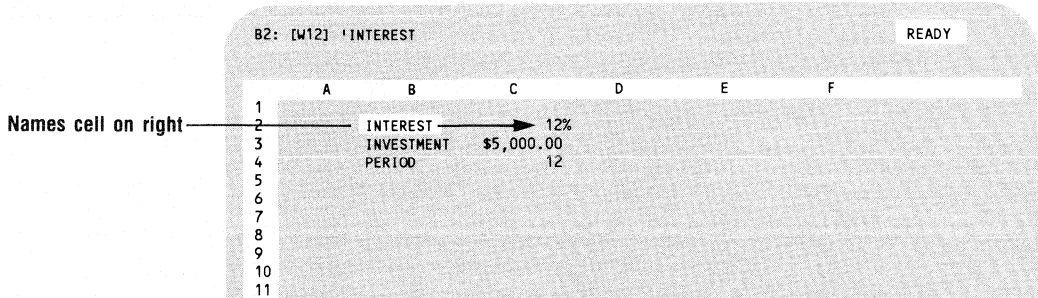 B2: [W12] 'INTEREST READY
A B C D E F
1
Names cell on right 2 INTEREST 12%
3 INVESTMENT $5,000.00
4 PERIOD 12
5
6
7
8
9
10
11